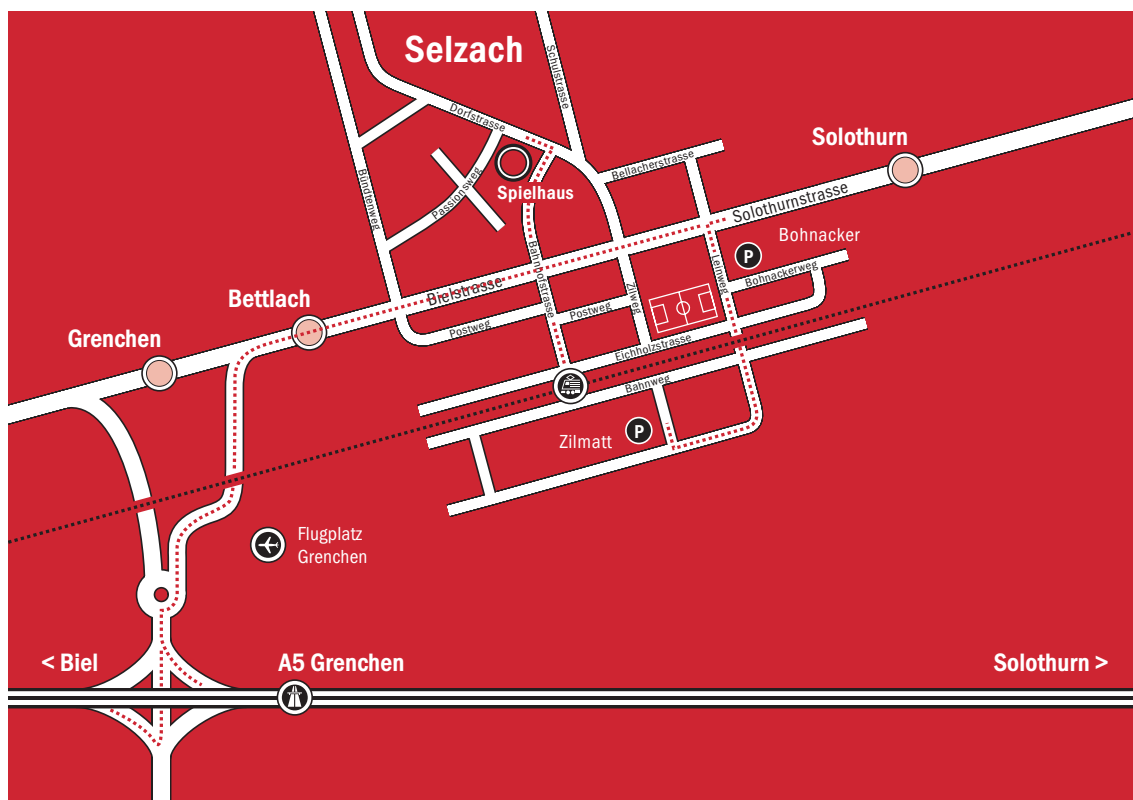 Selzach
Schulstrasse
Dorfstrasse
Solothurn
Bellacherstrasse
Bündtenweg
Passionsweg
Spielhaus
Solothurnstrasse
Bohnacker
P
Bahnhofstrasse
Leinweg
Bohnackerweg
Bettlach
Bielstrasse
Zilweg
Postweg
Postweg
Grenchen
Eichholzstrasse
Bahnweg
Zilmatt
P
Flugplatz
Grenchen
< Biel
A5 Grenchen
Solothurn >